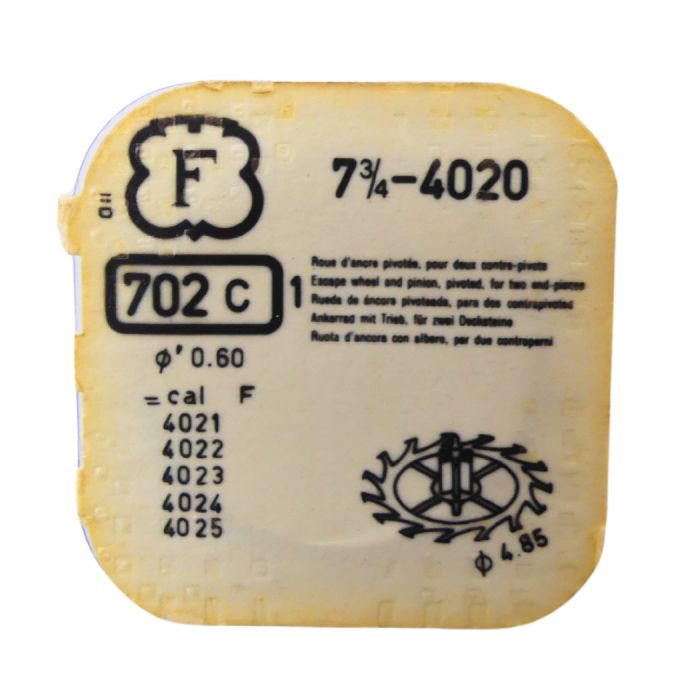 F
7¾-4020
702 C 1
Roue d'ancre pivotée, pour deux contre-pivots
Escape wheel and pinion, pivoted, for two end-pieces
Rueda de áncora pivoteada, para dos contrapivotes
Ankerrad mit Trieb, für zwei Decksteine
Ruota d'ancora con albero, per due controperni
φ' 0.60
= cal F
4021
4022
4023
4024
4025
φ 4.85